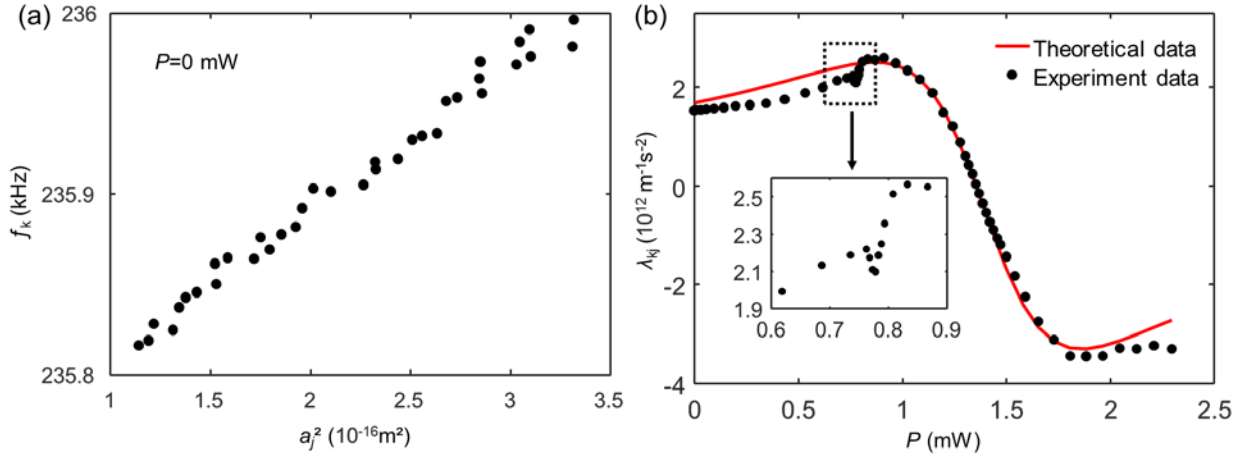 (a)
236
P=0 mW
235.9
235.8
f_k (kHz)
1 1.5 2 2.5 3 3.5
a_j² (10⁻¹⁶m²)
(b)
Theoretical data
Experiment data
2
0
-2
-4
λ_kj (10¹² m⁻¹s⁻²)
2.5
2.3
2.1
1.9
0.6 0.7 0.8 0.9
0 0.5 1 1.5 2 2.5
P (mW)